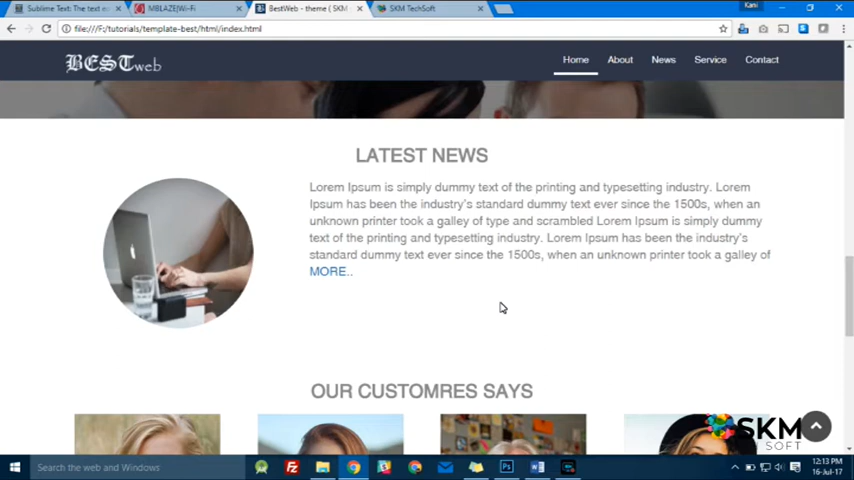 Sublime Text: The text e
MBLAZE|Wi-Fi
BestWeb - theme ( SKM
SKM TechSoft
Kani
file:///F:/tutorials/template-best/html/index.html
BESTweb
Home
About
News
Service
Contact
LATEST NEWS
Lorem Ipsum is simply dummy text of the printing and typesetting industry. Lorem
Ipsum has been the industry's standard dummy text ever since the 1500s, when an
unknown printer took a galley of type and scrambled Lorem Ipsum is simply dummy
text of the printing and typesetting industry. Lorem Ipsum has been the industry's
standard dummy text ever since the 1500s, when an unknown printer took a galley of
MORE..
OUR CUSTOMRES SAYS
SKM
SOFT
Search the web and Windows
12:13 PM
16-Jul-17